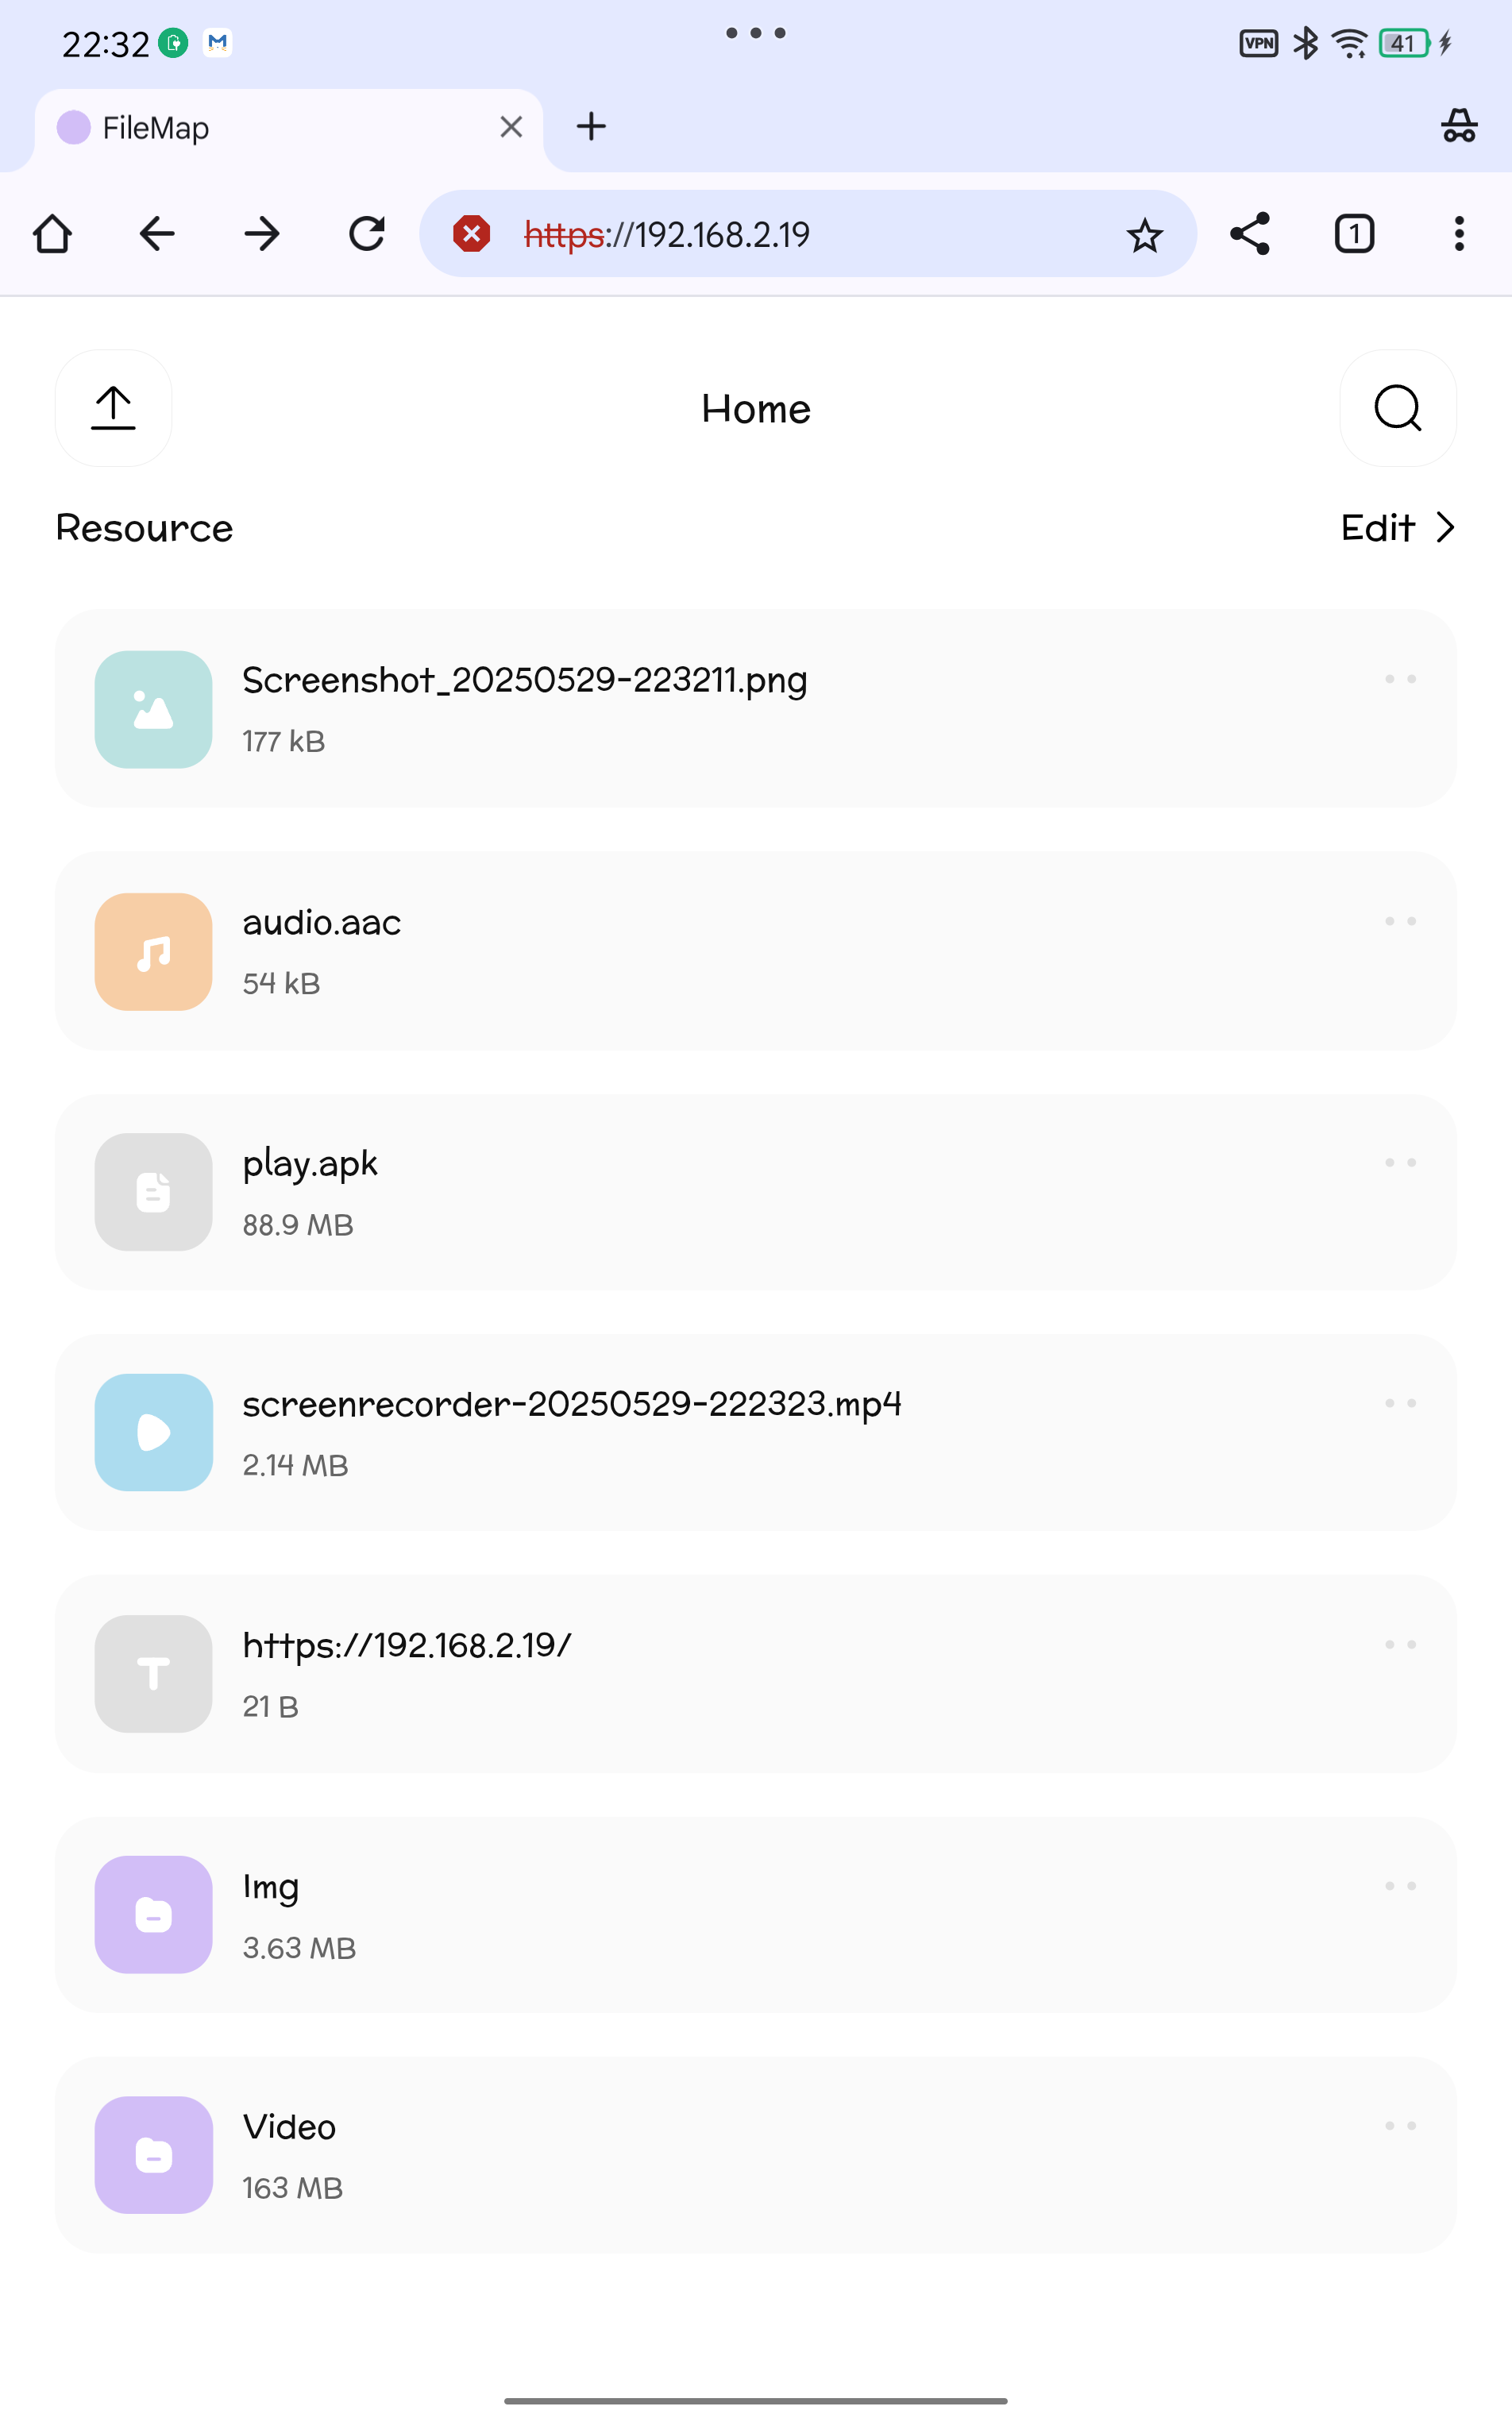 22:32
VPN
41
FileMap
https://192.168.2.19
1
Home
Resource
Edit
Screenshot_20250529-223211.png
177 kB
audio.aac
54 kB
play.apk
88.9 MB
screenrecorder-20250529-222323.mp4
2.14 MB
T
https://192.168.2.19/
21 B
Img
3.63 MB
Video
163 MB